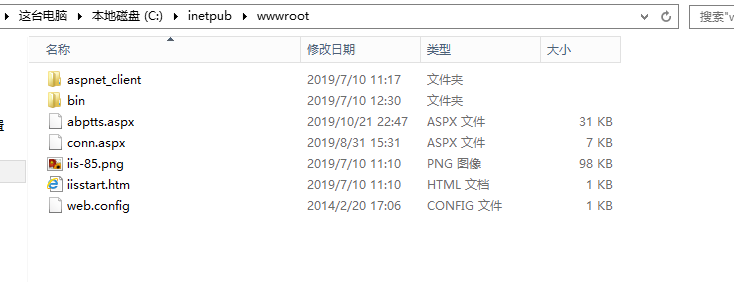 这台电脑 本地磁盘 (C:) inetpub wwwroot 搜索"w
名称 修改日期 类型 大小
aspnet_client 2019/7/10 11:17 文件夹
bin 2019/7/10 12:30 文件夹
abptts.aspx 2019/10/21 22:47 ASPX 文件 31 KB
conn.aspx 2019/8/31 15:31 ASPX 文件 7 KB
iis-85.png 2019/7/10 11:10 PNG 图像 98 KB
iisstart.htm 2019/7/10 11:10 HTML 文档 1 KB
web.config 2014/2/20 17:06 CONFIG 文件 1 KB